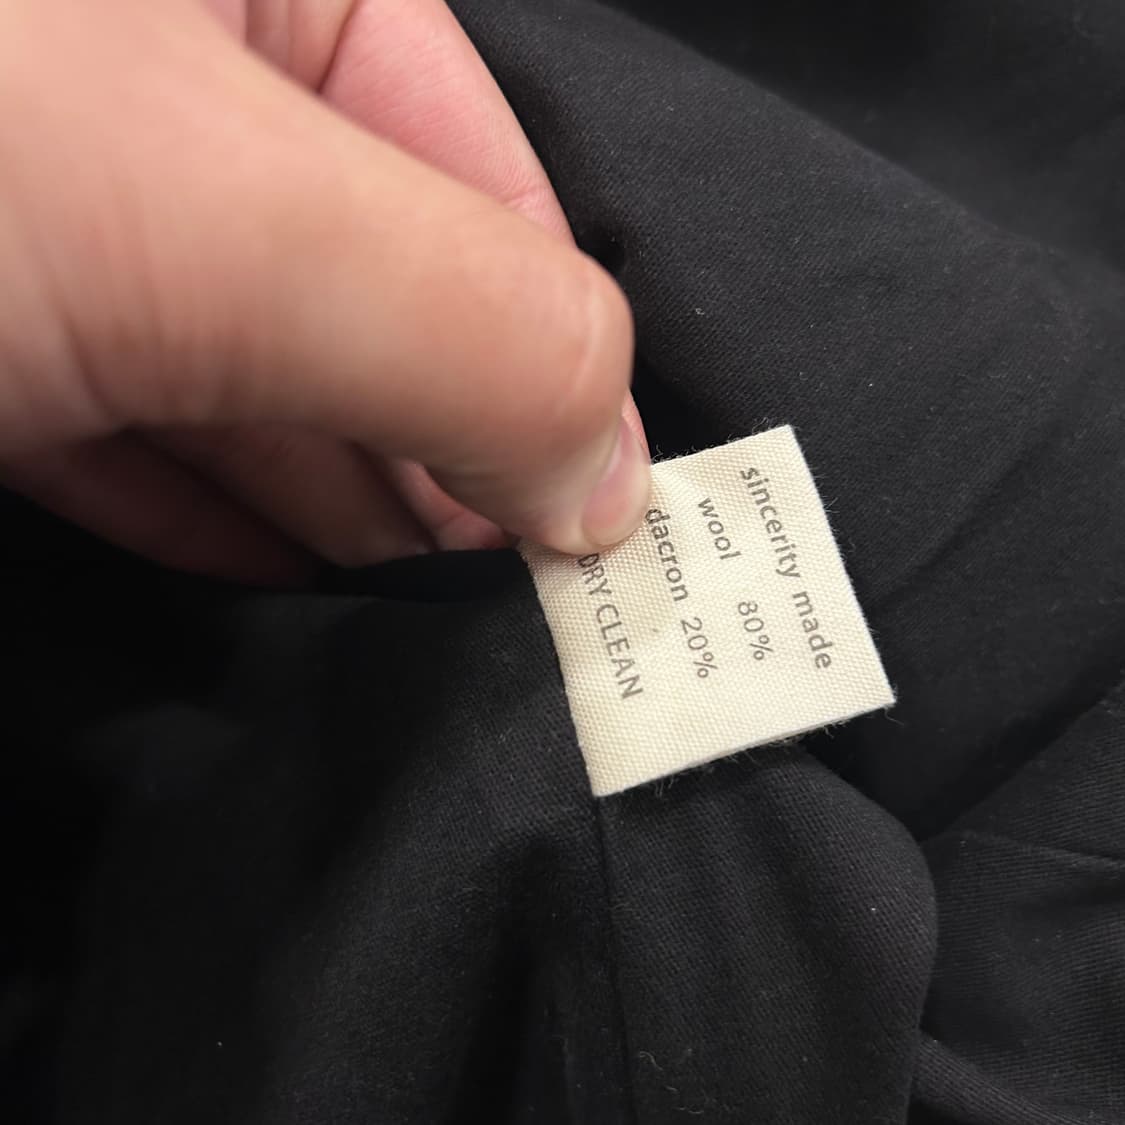 sincerity made
wool 80%
dacron 20%
DRY CLEAN